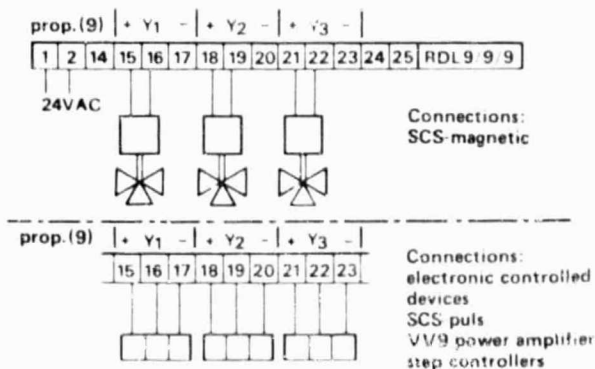 prop.(9) | + Y1 - | + Y2 - | + Y3 - |
1 2 14 15 16 17 18 19 20 21 22 23 24 25 RDL9/9/9
24VAC
Connections:
SCS-magnetic
prop.(9) | + Y1 - | + Y2 - | + Y3 - |
15 16 17 18 19 20 21 22 23
Connections:
electronic controlled
devices
SCS puls
VV9 power amplifier
step controllers